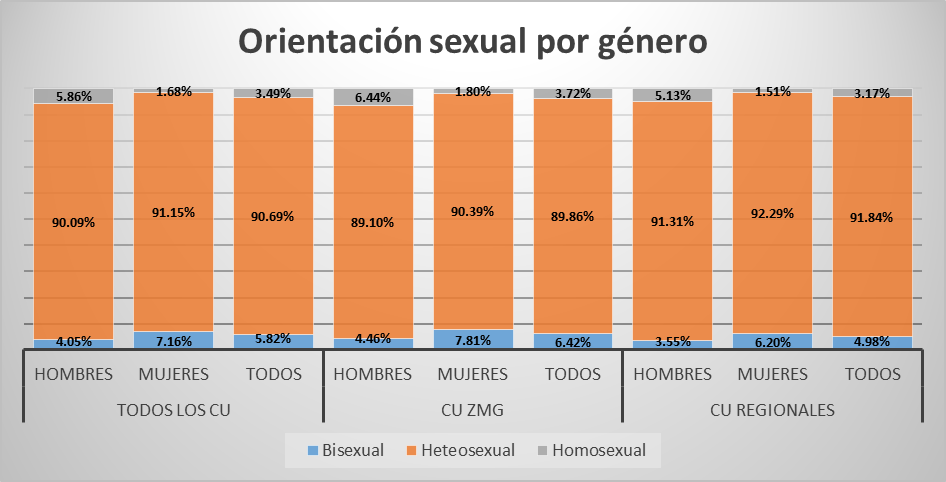 Orientación sexual por género
5.86% 1.68% 3.49% 6.44% 1.80% 3.72% 5.13% 1.51% 3.17%
90.09% 91.15% 90.69% 89.10% 90.39% 89.86% 91.31% 92.29% 91.84%
4.05% 7.16% 5.82% 4.46% 7.81% 6.42% 3.55% 6.20% 4.98%
HOMBRES MUJERES TODOS HOMBRES MUJERES TODOS HOMBRES MUJERES TODOS
TODOS LOS CU CU ZMG CU REGIONALES
Bisexual Heteosexual Homosexual